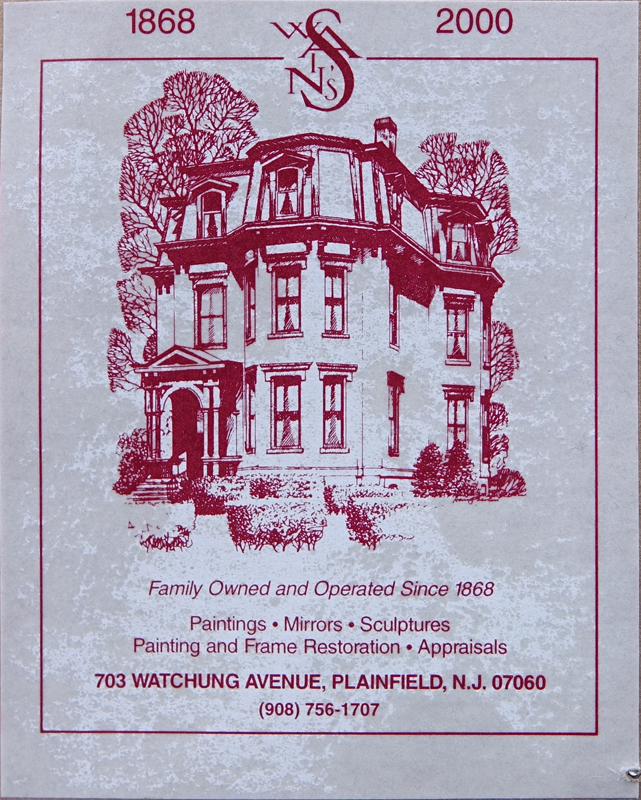 1868 2000
SWAIN'S
Family Owned and Operated Since 1868
Paintings • Mirrors • Sculptures
Painting and Frame Restoration • Appraisals
703 WATCHUNG AVENUE, PLAINFIELD, N.J. 07060
(908) 756-1707